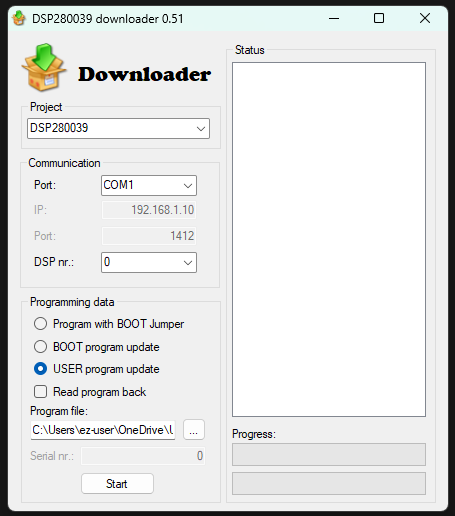 DSP280039 downloader 0.51
Downloader
Project
DSP280039
Communication
Port:
COM1
IP:
192.168.1.10
Port:
1412
DSP nr.:
0
Programming data
Program with BOOT Jumper
BOOT program update
USER program update
Read program back
Program file:
C:\Users\ez-user\OneDrive\
...
Serial nr.:
0
Start
Status
Progress: